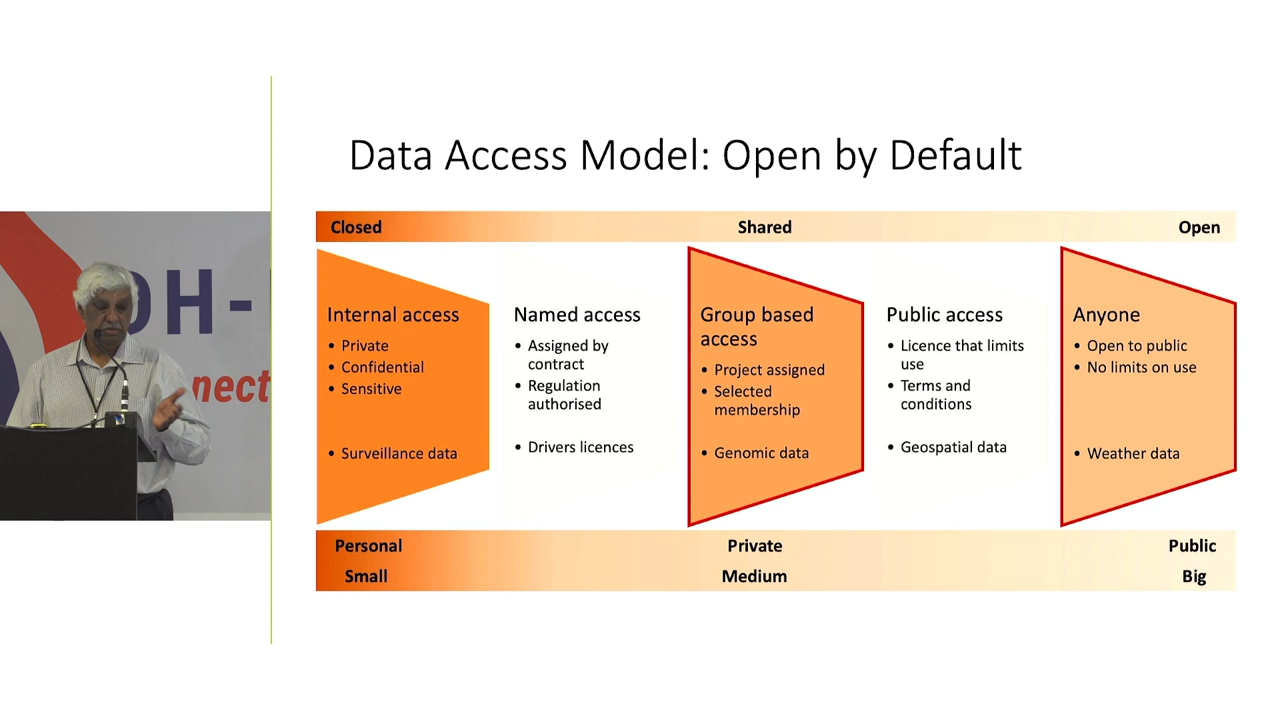 Data Access Model: Open by Default
Closed Shared Open
Internal access
• Private
• Confidential
• Sensitive
• Surveillance data
Named access
• Assigned by
contract
• Regulation
authorised
• Drivers licences
Group based
access
• Project assigned
• Selected
membership
• Genomic data
Public access
• Licence that limits
use
• Terms and
conditions
• Geospatial data
Anyone
• Open to public
• No limits on use
• Weather data
Personal Private Public
Small Medium Big
DH-
nect